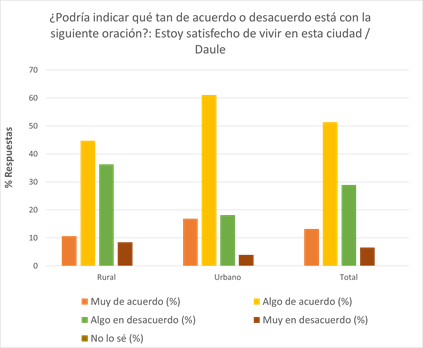 ¿Podría indicar qué tan de acuerdo o desacuerdo está con la
siguiente oración?: Estoy satisfecho de vivir en esta ciudad /
Daule
% Respuestas
70
60
50
40
30
20
10
0
Rural
Urbano
Total
Muy de acuerdo (%)
Algo de acuerdo (%)
Algo en desacuerdo (%)
Muy en desacuerdo (%)
No lo sé (%)